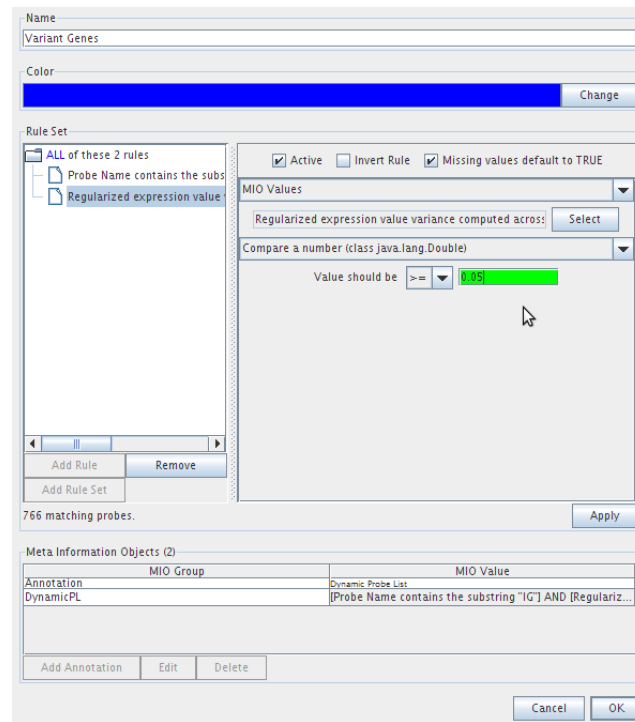 Name
Variant Genes
Color
Change
Rule Set
ALL of these 2 rules
Probe Name contains the subs
Regularized expression value
Active
Invert Rule
Missing values default to TRUE
MIO Values
Regularized expression value variance computed across
Select
Compare a number (class java.lang.Double)
Value should be >= 0.05
Add Rule
Remove
Add Rule Set
766 matching probes.
Apply
Meta Information Objects (2)
MIO Group MIO Value
Annotation Dynamic Probe List
DynamicPL [Probe Name contains the substring "IG"] AND [Regulariz...
Add Annotation Edit Delete
Cancel OK